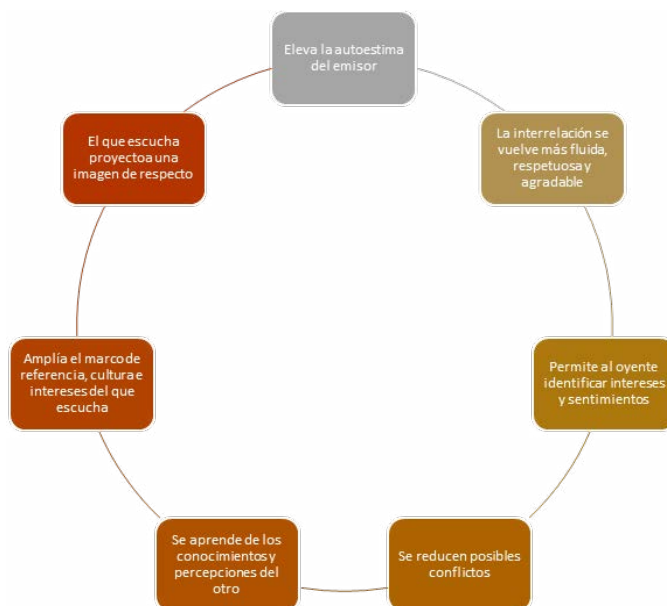 Eleva la autoestima
del emisor
La interrelación se
vuelve más fluida,
respetuosa y
agradable
Permite al oyente
identificar intereses
y sentimientos
Se reducen posibles
conflictos
Se aprende de los
conocimientos y
percepciones del
otro
Amplía el marco de
referencia, cultura e
intereses del que
escucha
El que escucha
proyectoa una
imagen de respecto